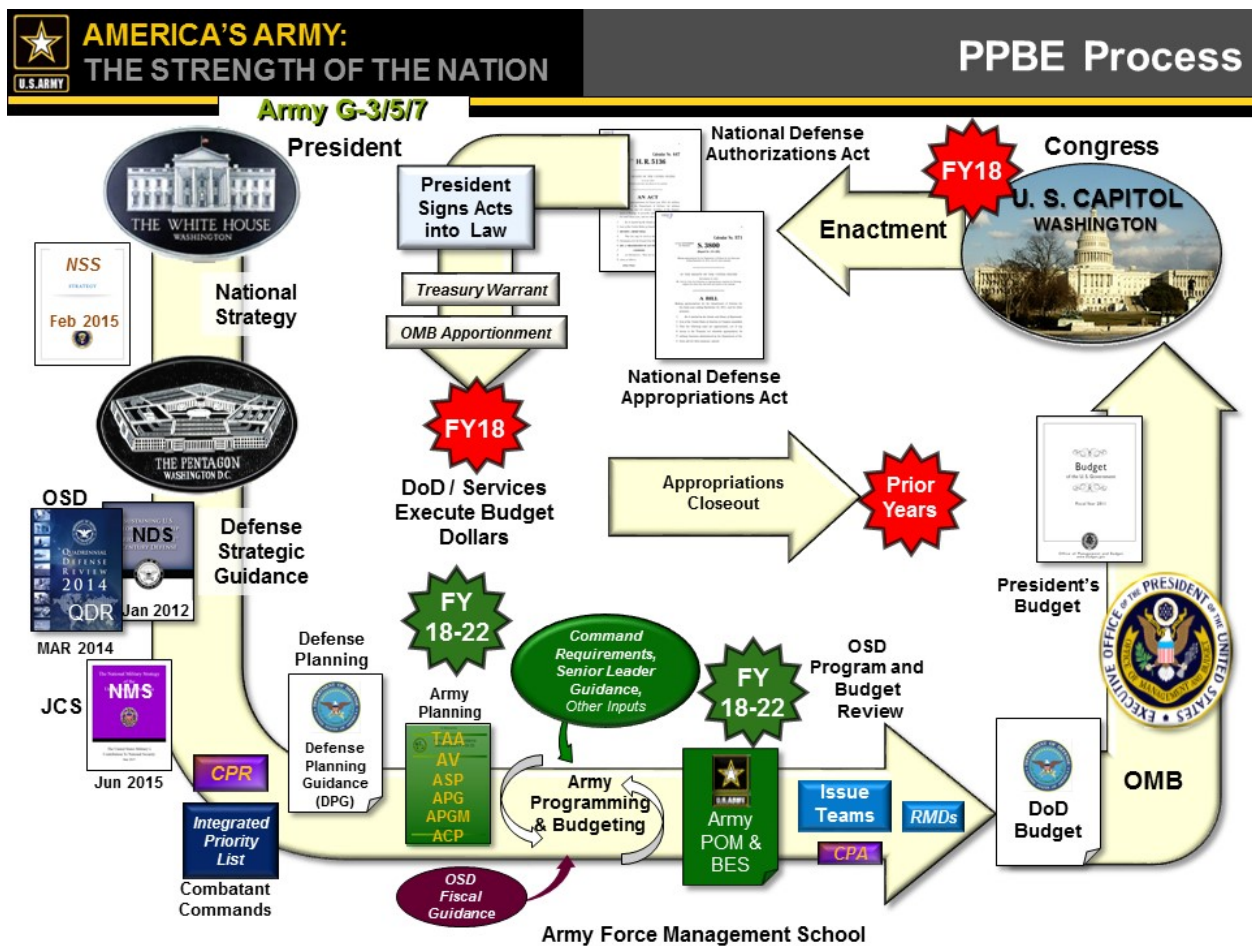 AMERICA'S ARMY:
THE STRENGTH OF THE NATION
U.S.ARMY
PPBE Process
Army G-3/5/7
President
THE WHITE HOUSE
WASHINGTON
NSS
STRATEGY
Feb 2015
National
Strategy
THE PENTAGON
WASHINGTON D.C.
OSD
NDS
Jan 2012
QUADRENNIAL
DEFENSE
REVIEW
2014
QDR
MAR 2014
Defense
Strategic
Guidance
JCS
NMS
Jun 2015
CPR
Integrated
Priority
List
Combatant
Commands
Defense
Planning
Defense
Planning
Guidance
(DPG)
FY
18-22
Army
Planning
TAA
AV
ASP
APG
APGM
ACP
Command
Requirements,
Senior Leader
Guidance,
Other Inputs
Army
Programming
& Budgeting
OSD
Fiscal
Guidance
FY
18-22
U.S.ARMY
Army
POM &
BES
OSD
Program and
Budget
Review
Issue
Teams
RMDs
CPA
DoD
Budget
OMB
EXECUTIVE OFFICE OF THE PRESIDENT OF THE UNITED STATES
OFFICE OF MANAGEMENT AND BUDGET
President's
Budget
Budget
of the U.S. Government
Congress
U. S. CAPITOL
WASHINGTON
FY18
Enactment
National Defense
Authorizations Act
H. R. 5136
AN ACT
S. 3800
A BILL
National Defense
Appropriations Act
President
Signs Acts
into Law
Treasury Warrant
OMB Apportionment
FY18
DoD / Services
Execute Budget
Dollars
Appropriations
Closeout
Prior
Years
Army Force Management School